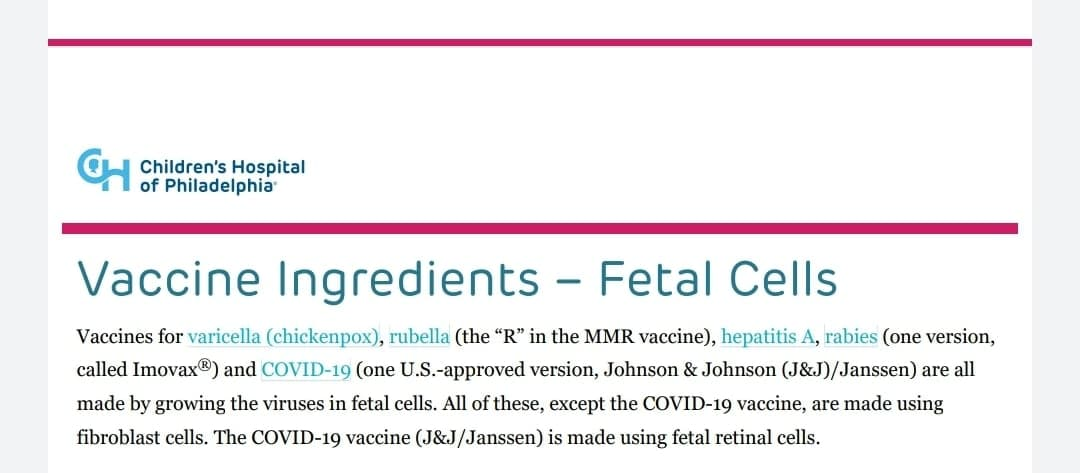 Children's Hospital
of Philadelphia
Vaccine Ingredients – Fetal Cells
Vaccines for varicella (chickenpox), rubella (the “R” in the MMR vaccine), hepatitis A, rabies (one version,
called Imovax®) and COVID-19 (one U.S.-approved version, Johnson & Johnson (J&J)/Janssen) are all
made by growing the viruses in fetal cells. All of these, except the COVID-19 vaccine, are made using
fibroblast cells. The COVID-19 vaccine (J&J/Janssen) is made using fetal retinal cells.